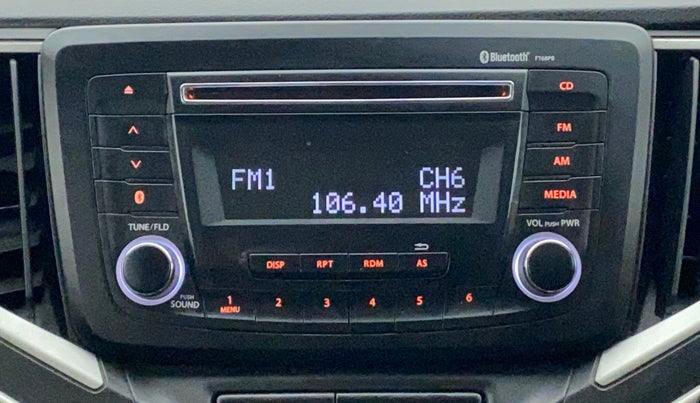 Bluetooth® FT68PB
CD
FM
AM
MEDIA
FM1 CH6
106.40 MHz
TUNE/FLD
VOL PUSH PWR
DISP RPT RDM AS
PUSH
SOUND
1 2 3 4 5 6
MENU